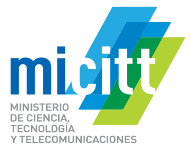 micitt
MINISTERIO
DE CIENCIA,
TECNOLOGÍA
Y TELECOMUNICACIONES